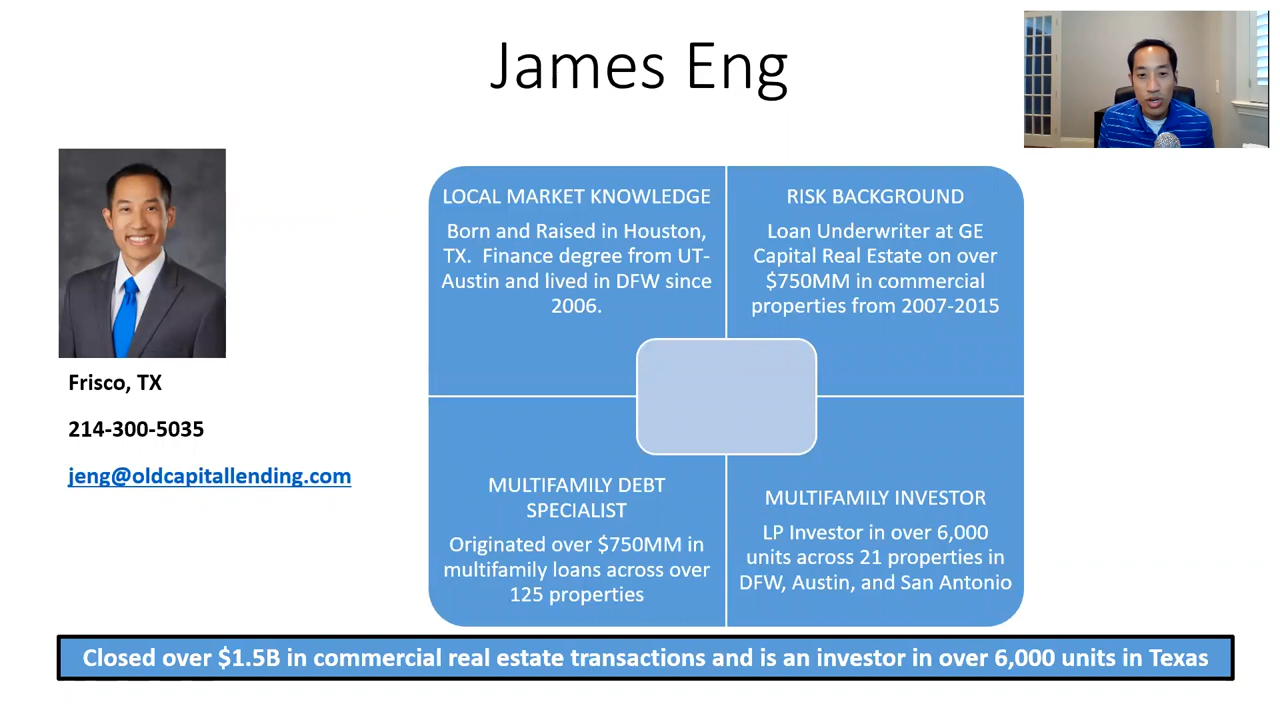 James Eng
LOCAL MARKET KNOWLEDGE
Born and Raised in Houston,
TX.  Finance degree from UT-
Austin and lived in DFW since
2006.
RISK BACKGROUND
Loan Underwriter at GE
Capital Real Estate on over
$750MM in commercial
properties from 2007-2015
Frisco, TX
214-300-5035
jeng@oldcapitallending.com
MULTIFAMILY DEBT
SPECIALIST
Originated over $750MM in
multifamily loans across over
125 properties
MULTIFAMILY INVESTOR
LP Investor in over 6,000
units across 21 properties in
DFW, Austin, and San Antonio
Closed over $1.5B in commercial real estate transactions and is an investor in over 6,000 units in Texas